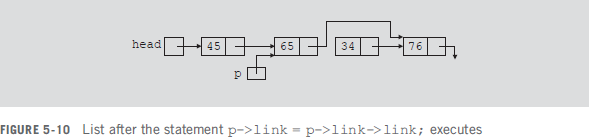 head 45 65 34 76
p
FIGURE 5-10 List after the statement p->link = p->link->link; executes